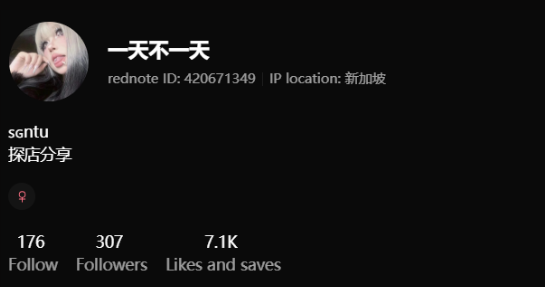 一天不一天
rednote ID: 420671349 IP location: 新加坡
sɢntu
探店分享
176 307 7.1K
Follow Followers Likes and saves